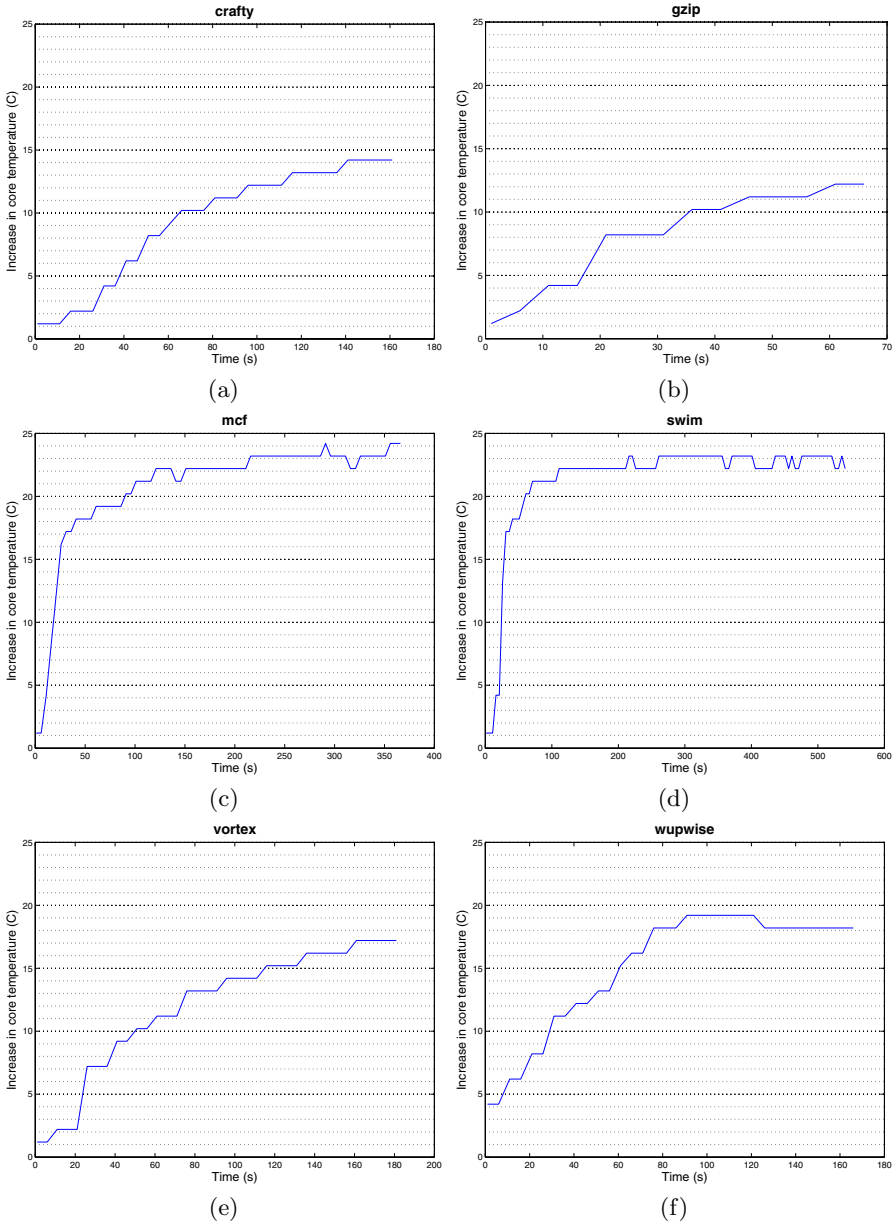 crafty
Increase in core temperature (C)
25
20
15
10
5
0
0 20 40 60 80 100 120 140 160 180
Time (s)
(a)
gzip
Increase in core temperature (C)
25
20
15
10
5
0
10 20 30 40 50 60 70
Time (s)
(b)
mcf
Increase in core temperature (C)
25
20
15
10
5
0
0 50 100 150 200 250 300 350 400
Time (s)
(c)
swim
Increase in core temperature (C)
25
20
15
10
5
0
0 100 200 300 400 500 600
Time (s)
(d)
vortex
Increase in core temperature (C)
25
20
15
10
5
0
0 20 40 60 80 100 120 140 160 180 200
Time (s)
(e)
wupwise
Increase in core temperature (C)
25
20
15
10
5
0
0 20 40 60 80 100 120 140 160 180
Time (s)
(f)